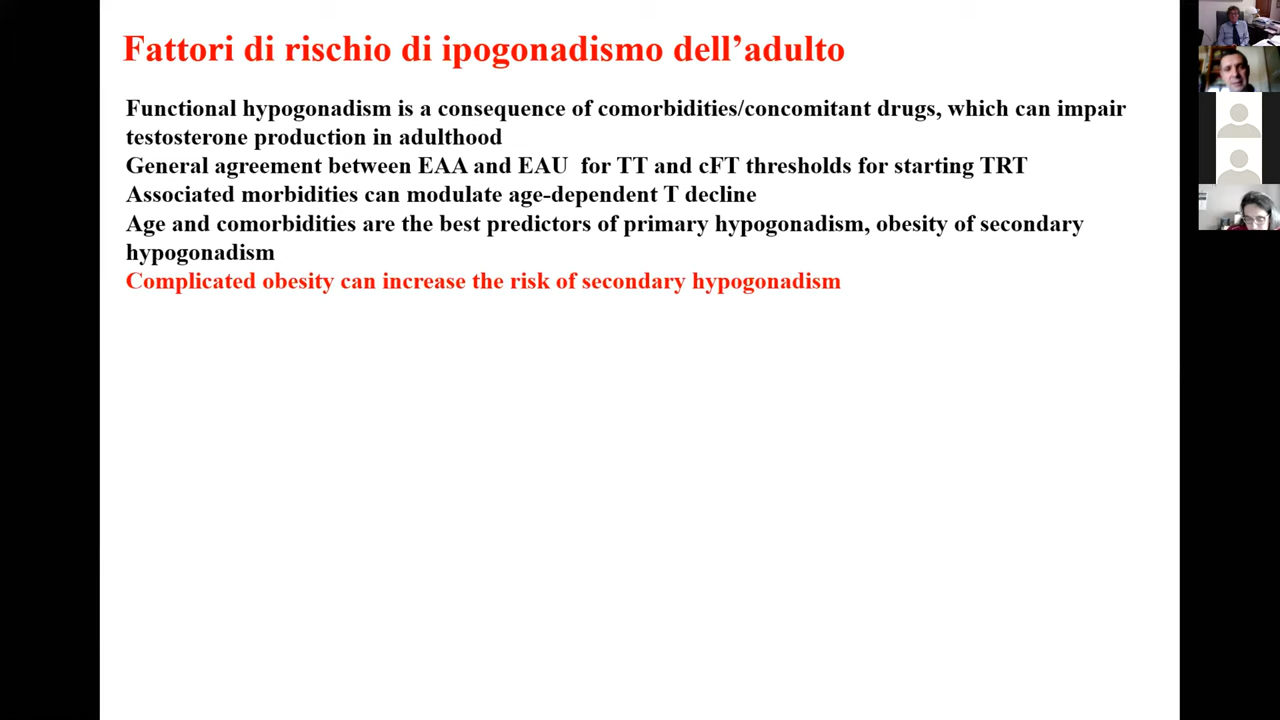 Fattori di rischio di ipogonadismo dell’adulto
Functional hypogonadism is a consequence of comorbidities/concomitant drugs, which can impair
testosterone production in adulthood
General agreement between EAA and EAU for TT and cFT thresholds for starting TRT
Associated morbidities can modulate age-dependent T decline
Age and comorbidities are the best predictors of primary hypogonadism, obesity of secondary
hypogonadism
Complicated obesity can increase the risk of secondary hypogonadism